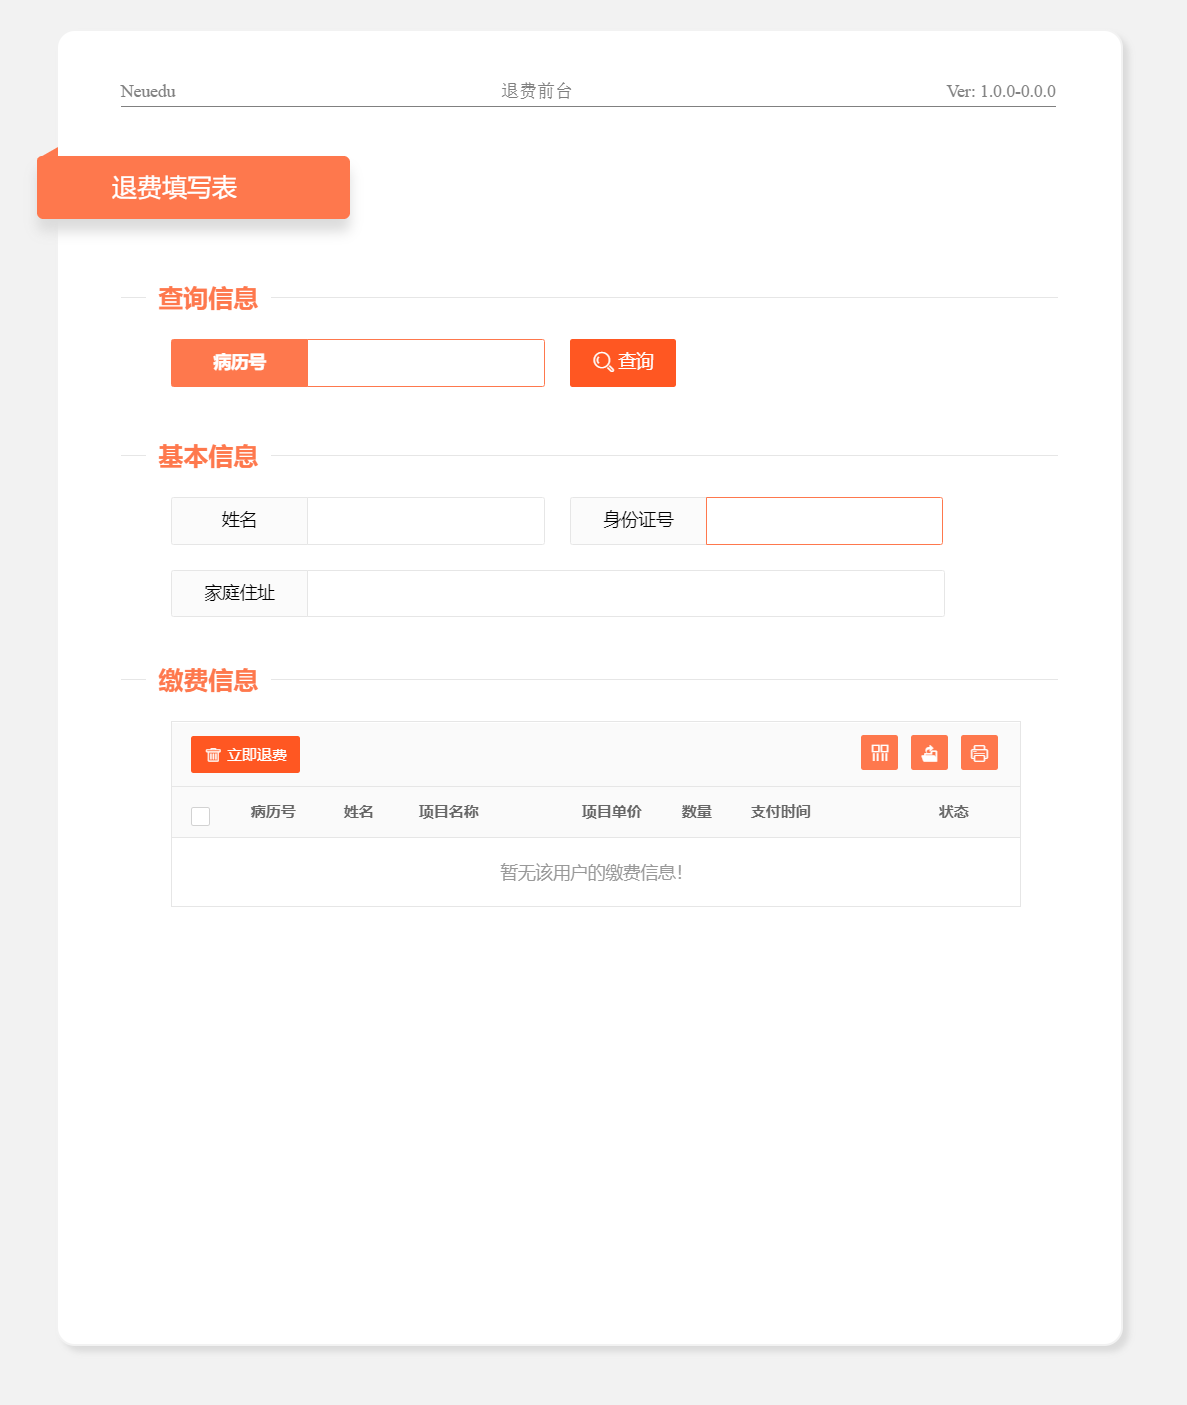 Neuedu 退费前台 Ver: 1.0.0-0.0.0
退费填写表
查询信息
病历号 查询
基本信息
姓名 身份证号
家庭住址
缴费信息
立即退费
病历号 姓名 项目名称 项目单价 数量 支付时间 状态
暂无该用户的缴费信息！